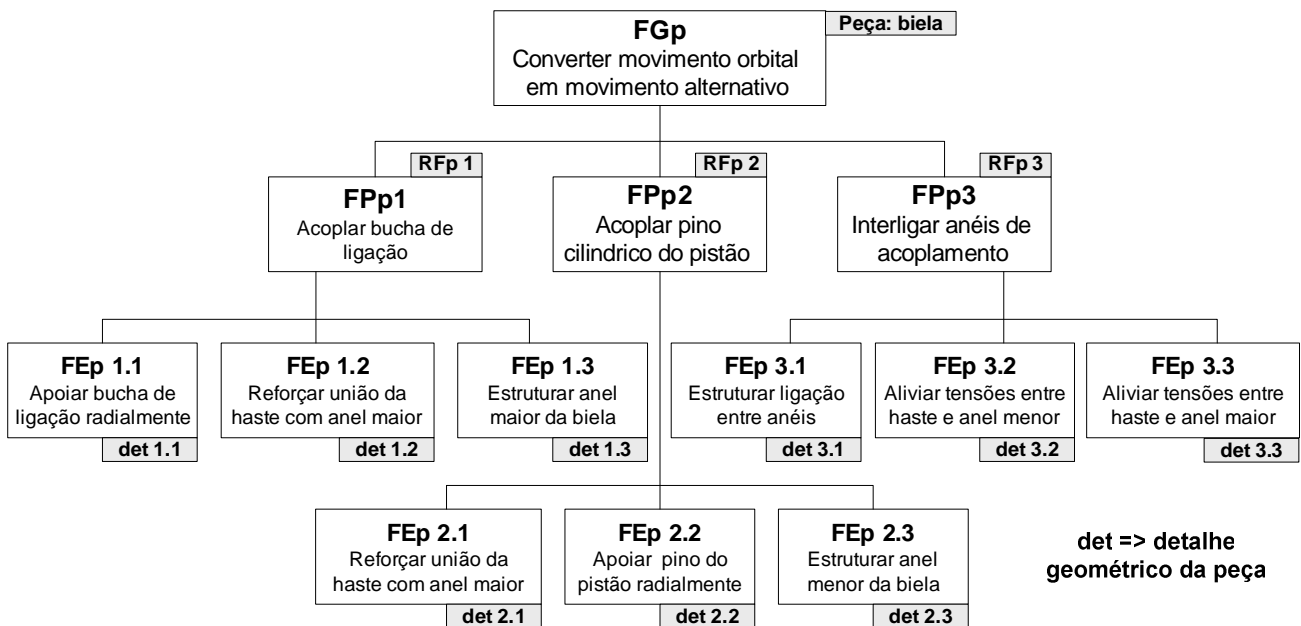 FGp
Peça: biela
Converter movimento orbital
em movimento alternativo
RFp 1
RFp 2
RFp 3
FPp1
Acoplar bucha de
ligação
FPp2
Acoplar pino
cilindrico do pistão
FPp3
Interligar anéis de
acoplamento
FEp 1.1
Apoiar bucha de
ligação radialmente
det 1.1
FEp 1.2
Reforçar união da
haste com anel maior
det 1.2
FEp 1.3
Estruturar anel
maior da biela
det 1.3
FEp 3.1
Estruturar ligação
entre anéis
det 3.1
FEp 3.2
Aliviar tensões entre
haste e anel menor
det 3.2
FEp 3.3
Aliviar tensões entre
haste e anel maior
det 3.3
FEp 2.1
Reforçar união da
haste com anel maior
det 2.1
FEp 2.2
Apoiar pino do
pistão radialmente
det 2.2
FEp 2.3
Estruturar anel
menor da biela
det 2.3
det => detalhe
geométrico da peça